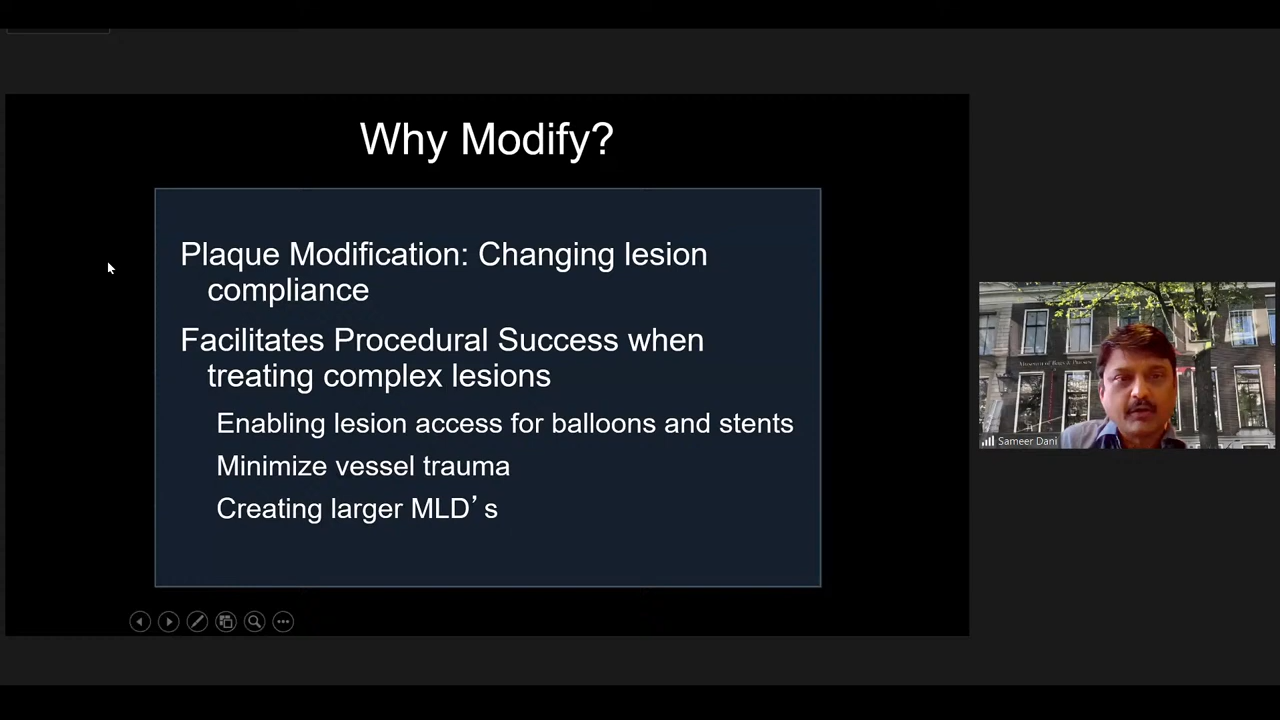 Why Modify?
Plaque Modification: Changing lesion
compliance
Facilitates Procedural Success when
treating complex lesions
Enabling lesion access for balloons and stents
Minimize vessel trauma
Creating larger MLD’s
Sameer Dani